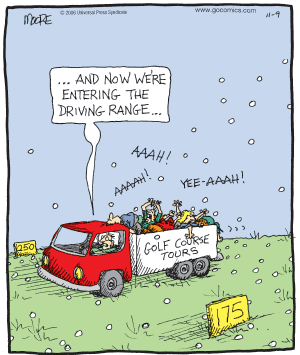 MOORE
© 2006 Universal Press Syndicate
www.gocomics.com
11-9
... AND NOW WE'RE
ENTERING THE
DRIVING RANGE...
AAAH!
AAAAH!
YEE-AAAH!
250
GOLF COURSE
TOURS
175